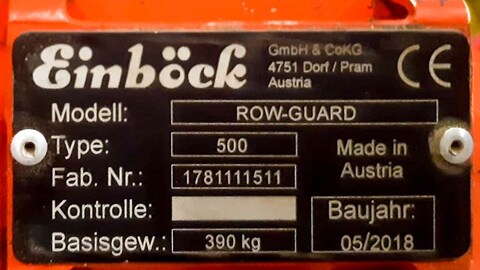 Einböck
GmbH & CoKG
4751 Dorf / Pram
Austria
CE
Modell: ROW-GUARD
Type: 500
Made in
Austria
Fab. Nr.: 1781111511
Kontrolle:
Baujahr:
Basisgew.: 390 kg
05/2018